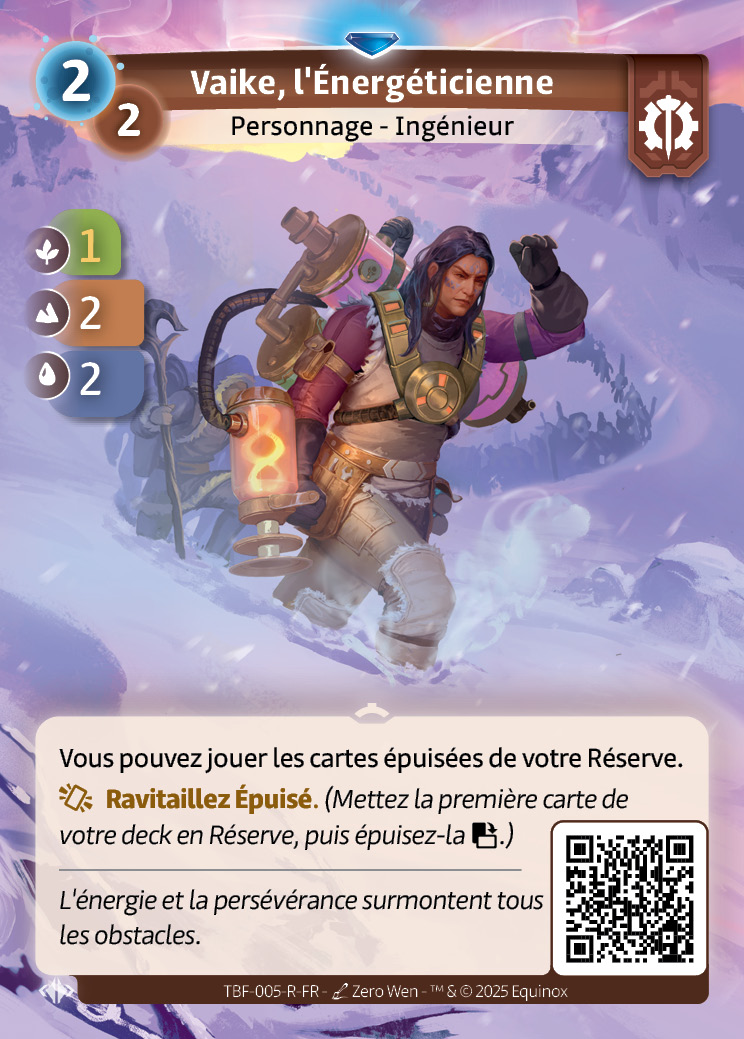 2
Vaike, l'Énergéticienne
2
Personnage - Ingénieur
1
2
2
Vous pouvez jouer les cartes épuisées de votre Réserve.
Ravitaillez Épuisé. (Mettez la première carte de
votre deck en Réserve, puis épuisez-la .)
L'énergie et la persévérance surmontent tous
les obstacles.
TBF-005-R-FR - Zero Wen - ™ & © 2025 Equinox